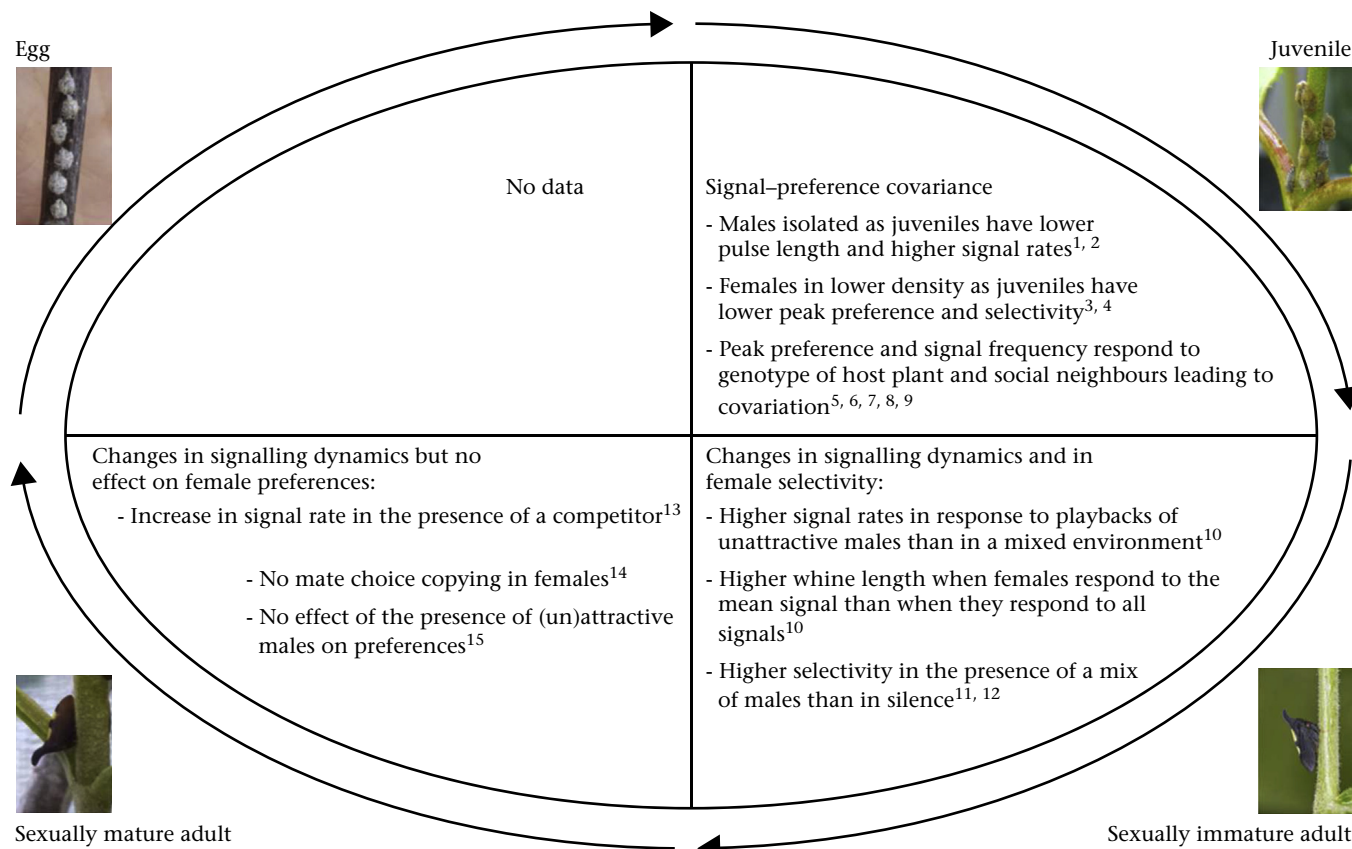 Egg
Juvenile
No data
Signal–preference covariance
- Males isolated as juveniles have lower
pulse length and higher signal rates1, 2
- Females in lower density as juveniles have
lower peak preference and selectivity3, 4
- Peak preference and signal frequency respond to
genotype of host plant and social neighbours leading to
covariation5, 6, 7, 8, 9
Changes in signalling dynamics but no
effect on female preferences:
- Increase in signal rate in the presence of a competitor13
- No mate choice copying in females14
- No effect of the presence of (un)attractive
males on preferences15
Changes in signalling dynamics and in
female selectivity:
- Higher signal rates in response to playbacks of
unattractive males than in a mixed environment10
- Higher whine length when females respond to the
mean signal than when they respond to all
signals10
- Higher selectivity in the presence of a mix
of males than in silence11, 12
Sexually mature adult
Sexually immature adult